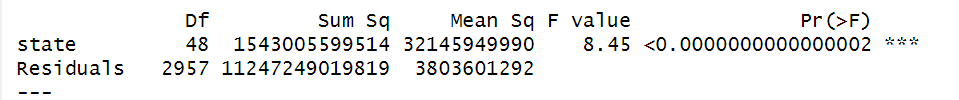 Df Sum Sq Mean Sq F value Pr(>F)
state 48 1543005599514 32145949990 8.45 <0.0000000000000002 ***
Residuals 2957 11247249019819 3803601292
---